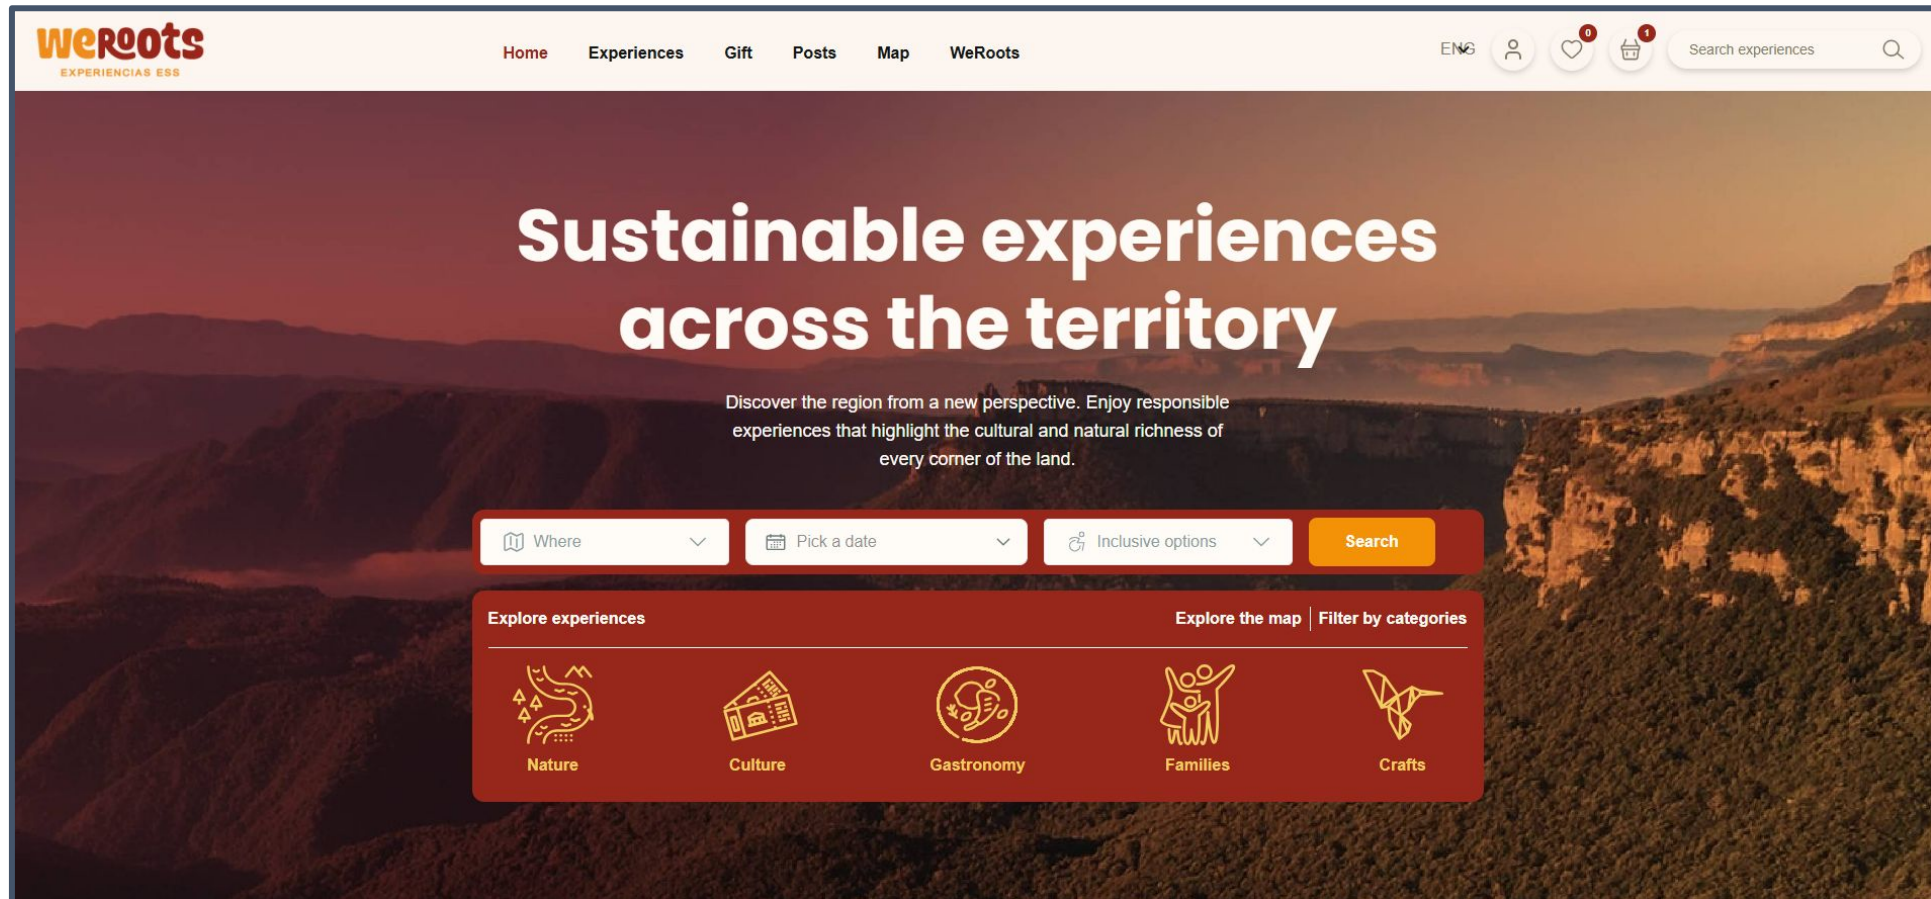 WeRoots
EXPERIENCIAS ESS
Home Experiences Gift Posts Map WeRoots
ENG
0
1
Search experiences
Sustainable experiences
across the territory
Discover the region from a new perspective. Enjoy responsible
experiences that highlight the cultural and natural richness of
every corner of the land.
Where Pick a date Inclusive options Search
Explore experiences Explore the map | Filter by categories
Nature Culture Gastronomy Families Crafts